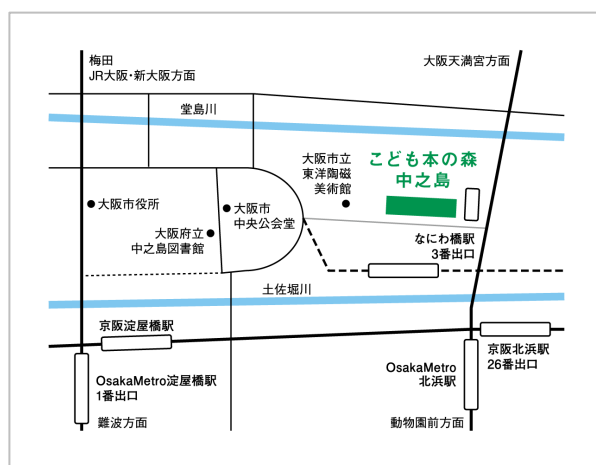 梅田
JR大阪・新大阪方面
大阪天満宮方面
堂島川
大阪市立
東洋陶磁
美術館
こども本の森
中之島
大阪市役所
大阪市
中央公会堂
大阪府立
中之島図書館
なにわ橋駅
3番出口
土佐堀川
京阪淀屋橋駅
京阪北浜駅
26番出口
OsakaMetro淀屋橋駅
1番出口
OsakaMetro
北浜駅
難波方面
動物園前方面